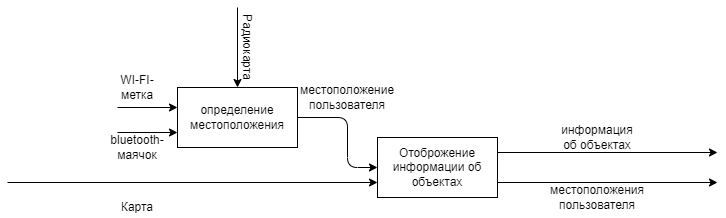 Радиокарта
WI-FI-
метка
bluetooth-
маячок
определение
местоположения
местоположение
пользователя
Отоброжение
информации об
объектах
информация
об объектах
местоположения
пользователя
Карта